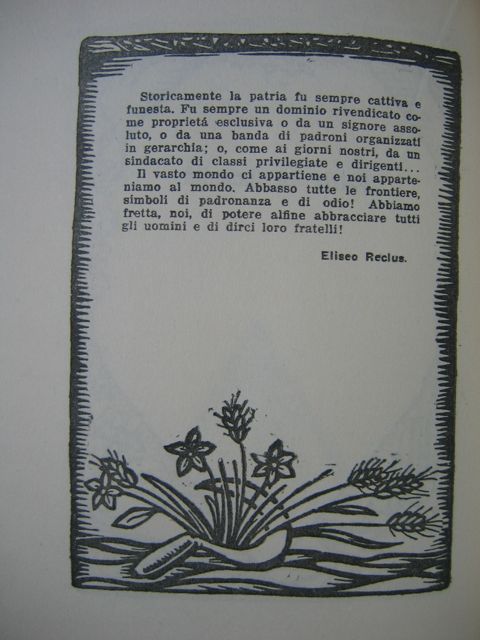 Storicamente la patria fu sempre cattiva e
funesta. Fu sempre un dominio rivendicato co-
me proprietá esclusiva o da un signore asso-
luto, o da una banda di padroni organizzati
in gerarchia; o, come ai giorni nostri, da un
sindacato di classi privilegiate e dirigenti...
Il vasto mondo ci appartiene e noi apparte-
niamo al mondo. Abbasso tutte le frontiere,
simboli di padronanza e di odio! Abbiamo
fretta, noi, di potere alfine abbracciare tutti
gli uomini e di dirci loro fratelli!
Eliseo Reclus.